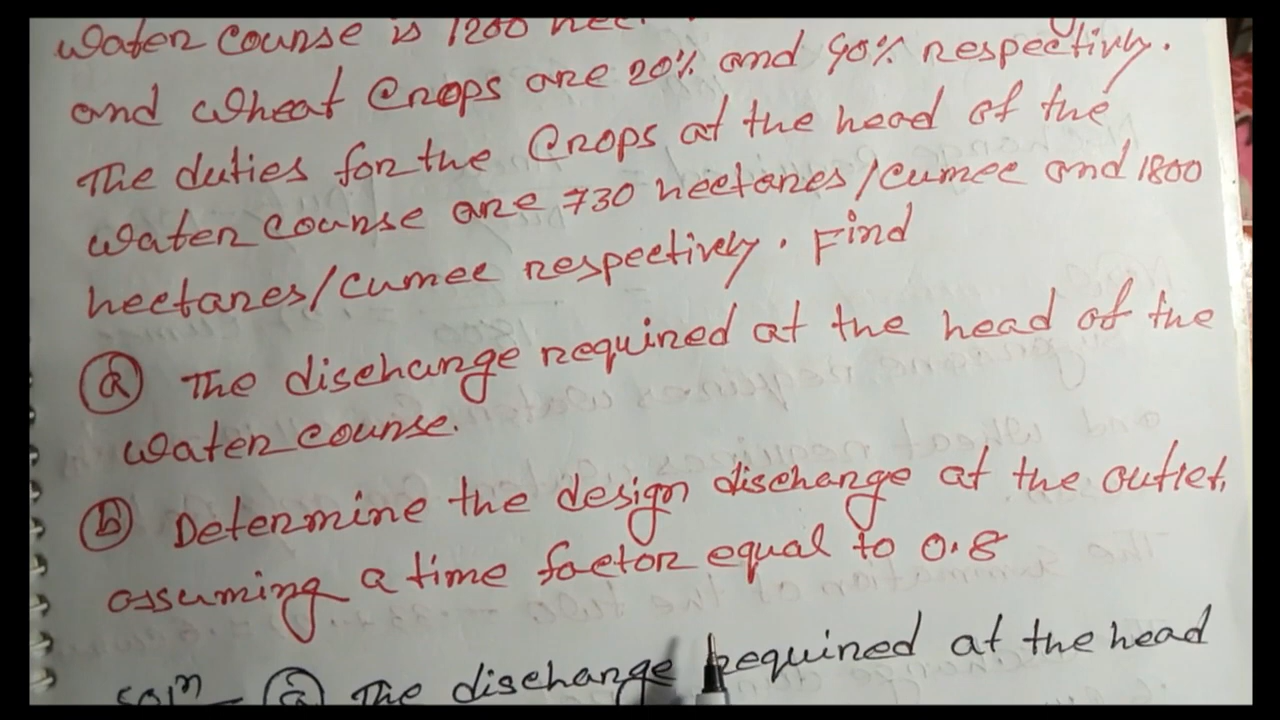 water course is 1200 hec
and wheat crops are 20% and 40% respectively.
The duties for the crops at the head of the
water course are 730 hectares/cumec and 1800
hectares/cumec respectively. Find
(a) The discharge required at the head of the
water course.
(b) Determine the design discharge at the outlet,
assuming a time factor equal to 0.8
Soln - (a) The discharge required at the head